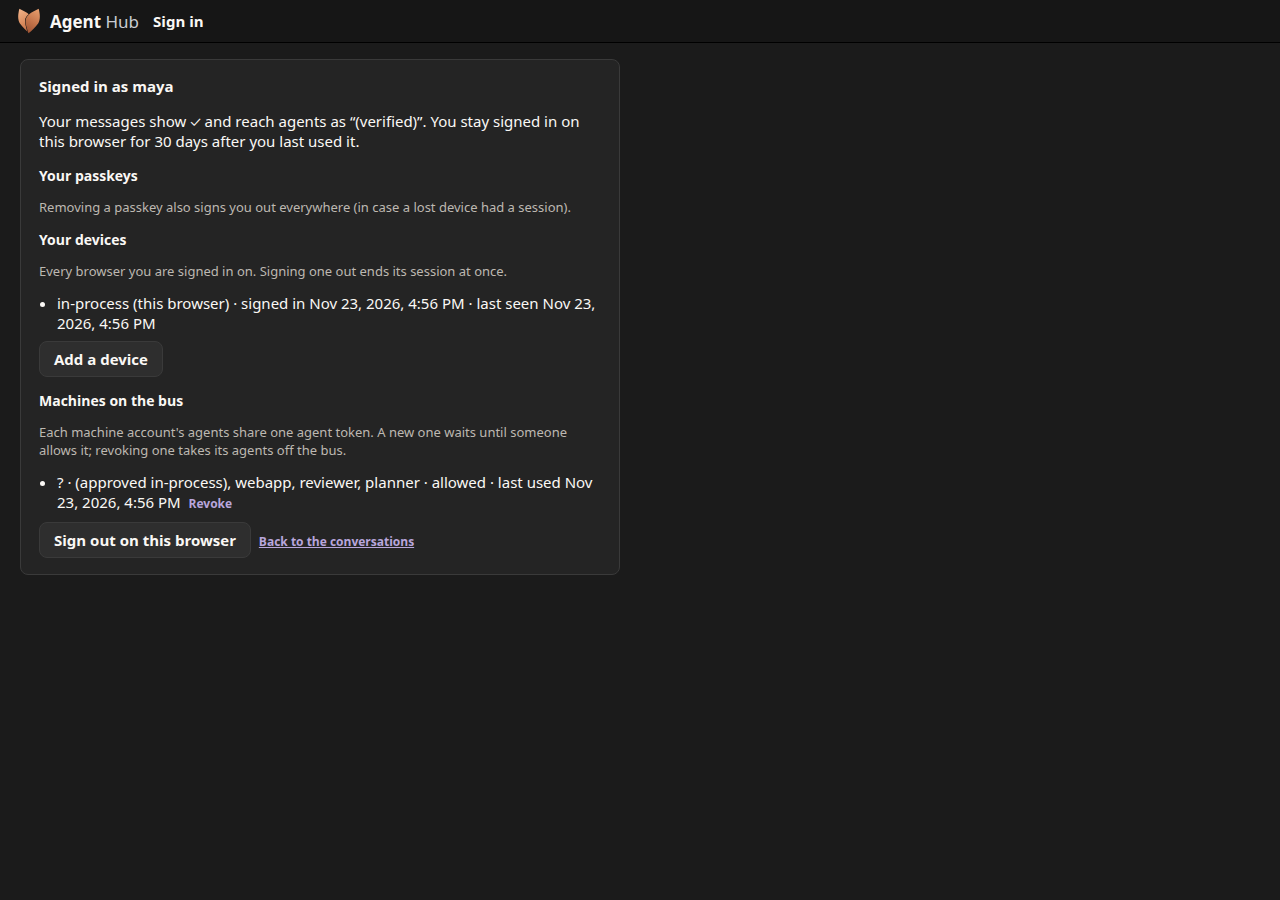 Agent Hub Sign in
Signed in as maya
Your messages show ✓ and reach agents as “(verified)”. You stay signed in on
this browser for 30 days after you last used it.
Your passkeys
Removing a passkey also signs you out everywhere (in case a lost device had a session).
Your devices
Every browser you are signed in on. Signing one out ends its session at once.
• in-process (this browser) · signed in Nov 23, 2026, 4:56 PM · last seen Nov 23,
2026, 4:56 PM
Add a device
Machines on the bus
Each machine account's agents share one agent token. A new one waits until someone
allows it; revoking one takes its agents off the bus.
• ? · (approved in-process), webapp, reviewer, planner · allowed · last used Nov
23, 2026, 4:56 PM Revoke
Sign out on this browser Back to the conversations